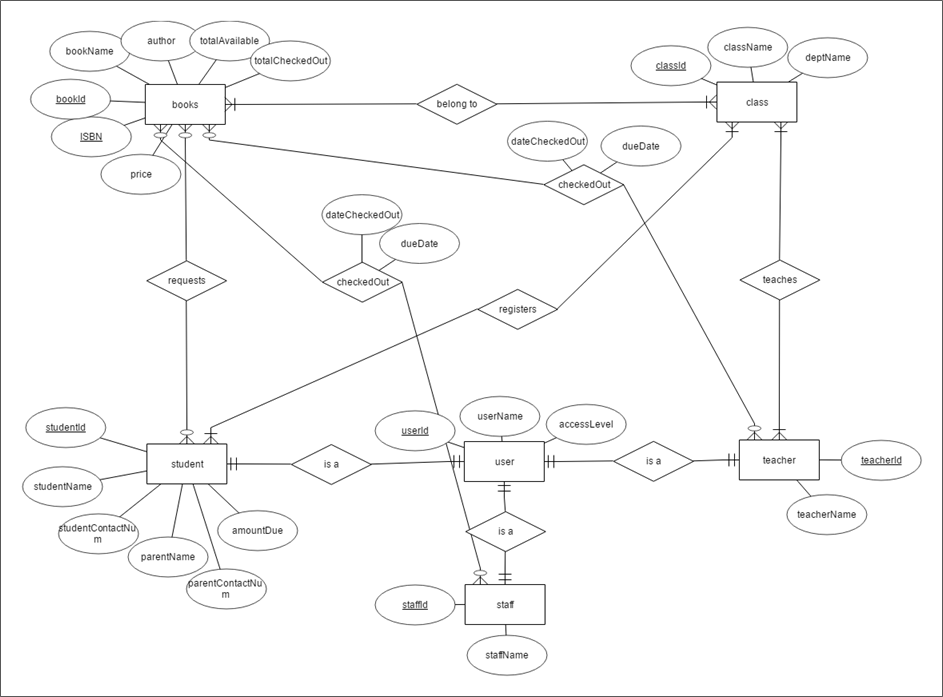 author
totalAvailable
className
bookName
deptName
totalCheckedOut
classId
bookId
books
belong to
class
ISBN
dateCheckedOut
dueDate
price
checkedOut
dateCheckedOut
dueDate
requests
checkedOut
teaches
registers
userName
studentId
userId
accessLevel
student
is a
user
is a
teacher
teacherId
studentName
teacherName
studentContactNu
m
amountDue
is a
parentName
parentContactNu
m
staffId
staff
staffName